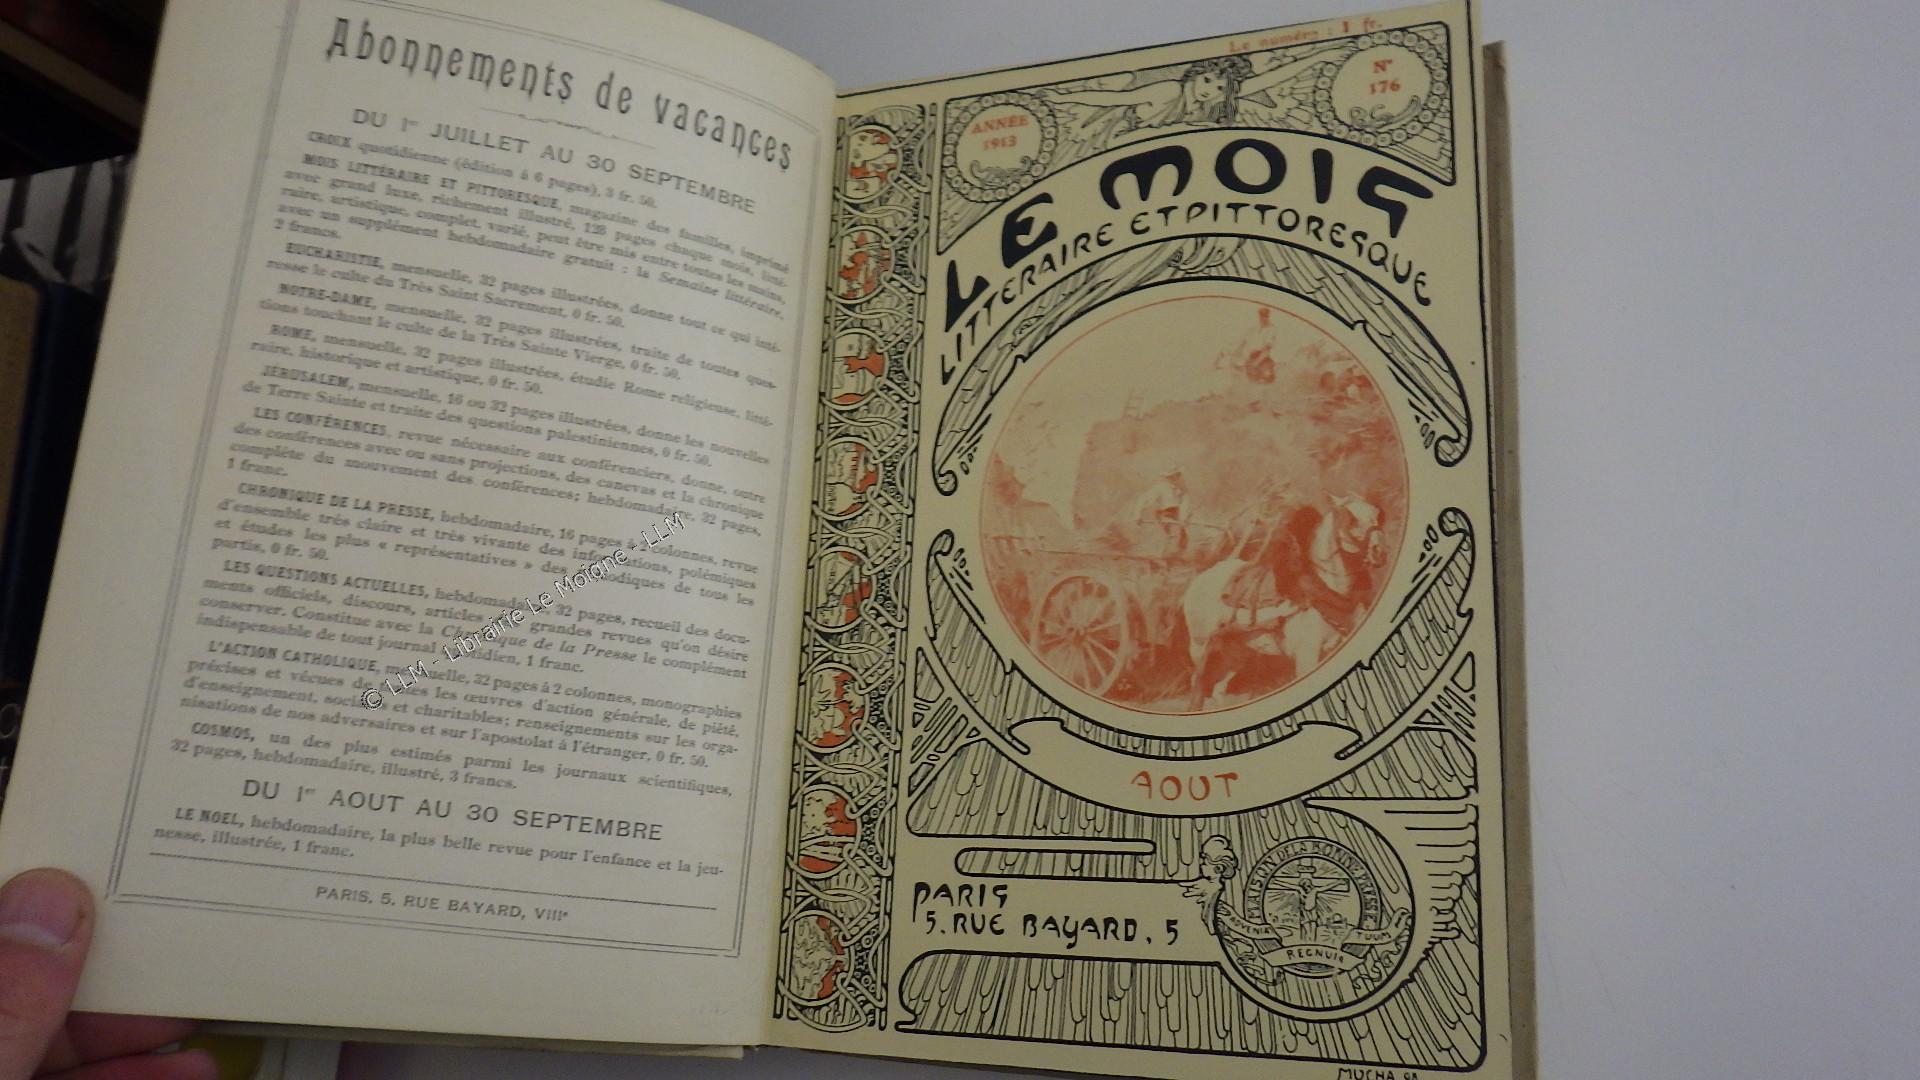 Abonnements de vacances
DU 1er JUILLET AU 30 SEPTEMBRE
CROIX quotidienne (édition à 6 pages), 3 fr. 50.
MOIS LITTÉRAIRE ET PITTORESQUE, magazine des familles, imprimé
avec grand luxe, richement illustré, 128 pages chaque mois, litté-
raire, artistique, complet, varié, peut être mis entre toutes les mains,
avec un supplément hebdomadaire gratuit : la Semaine littéraire,
2 francs.
EUCHARISTIE, mensuelle, 32 pages illustrées, donne tout ce qui inté-
resse le culte du Très Saint Sacrement, 0 fr. 50.
NOTRE-DAME, mensuelle, 32 pages illustrées, traite de toutes ques-
tions touchant le culte de la Très Sainte Vierge, 0 fr. 50.
ROME, mensuelle, 32 pages illustrées, étudie Rome religieuse, litté-
raire, historique et artistique, 0 fr. 50.
JÉRUSALEM, mensuelle, 16 ou 32 pages illustrées, donne les nouvelles
de Terre Sainte et traite des questions palestiniennes, 0 fr. 50.
LES CONFÉRENCES, revue nécessaire aux conférenciers, donne, outre
des conférences avec ou sans projections, des canevas et la chronique
complète du mouvement des conférences; hebdomadaire, 32 pages,
1 franc.
CHRONIQUE DE LA PRESSE, hebdomadaire, 16 pages à 2 colonnes, revue
d'ensemble très claire et très vivante des informations, polémiques
et études les plus « représentatives » des périodiques de tous les
partis, 0 fr. 50.
LES QUESTIONS ACTUELLES, hebdomadaire, 32 pages, recueil des docu-
ments officiels, discours, articles grandes revues qu'on désire
conserver. Constitue avec la Chronique de la Presse le complément
indispensable de tout journal quotidien, 1 franc.
L'ACTION CATHOLIQUE, mensuelle, 32 pages à 2 colonnes, monographies
précises et vécues de toutes les œuvres d'action générale, de piété,
d'enseignement, sociales et charitables; renseignements sur les orga-
nisations de nos adversaires et sur l'apostolat à l'étranger, 0 fr. 50.
COSMOS, un des plus estimés parmi les journaux scientifiques,
32 pages, hebdomadaire, illustré, 3 francs.
DU 1er AOUT AU 30 SEPTEMBRE
LE NOEL, hebdomadaire, la plus belle revue pour l'enfance et la jeu-
nesse, illustrée, 1 franc.
PARIS, 5, RUE BAYARD, VIIIe
© LLM - Librairie Le Moigne - LLM
Le numéro : 1 fr.
ANNÉE
1913
N°
176
LE MOIS
LITTERAIRE ET PITTORESQUE
AOUT
PARIS
5. RUE BAYARD. 5
MAISON DE LA BONNE PRESSE
ADVENIAT
REGNUM
TUUM
MUCHA 98